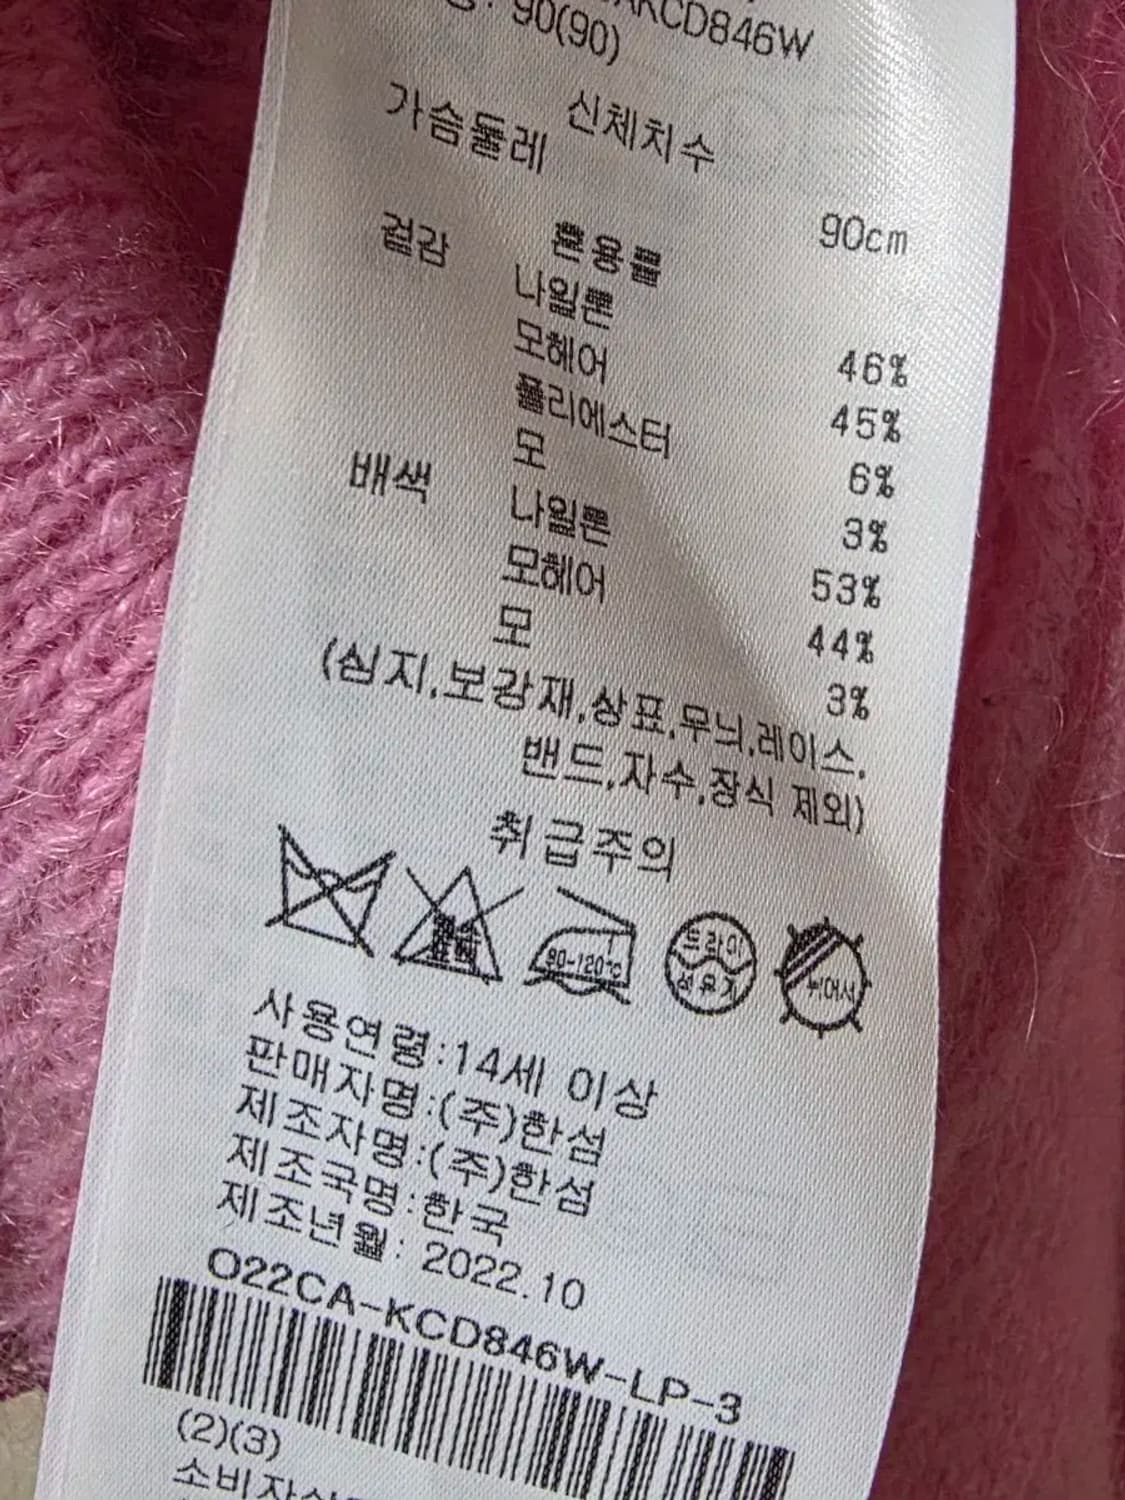 KCD846W
90(90)
신체치수
가슴둘레 90cm
혼용률
겉감 나일론 46%
모헤어 45%
폴리에스터 6%
모 3%
배색 나일론 53%
모헤어 44%
모 3%
(심지,보강재,상표,무늬,레이스,
밴드,자수,장식 제외)
취급주의
80-120℃
드라이
석유계
뉘어서
사용연령:14세 이상
판매자명:(주)한섬
제조자명:(주)한섬
제조국명:한국
제조년월: 2022.10
O22CA-KCD846W-LP-3
(2)(3)